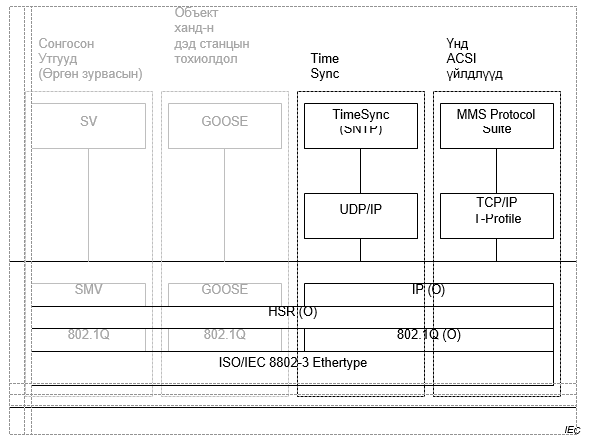 Сонгосон
Утгууд
(Өргөн зурвасын)
Объект
ханд-н
дэд станцын
тохиолдол
Time
Sync
Үнд
ACSI
үйлдлүүд
SV
GOOSE
TimeSync
(SNTP)
MMS Protocol
Suite
UDP/IP
TCP/IP
T-Profile
SMV
GOOSE
IP (O)
HSR (O)
802.1Q
802.1Q
802.1Q (O)
ISO/IEC 8802-3 Ethertype
IEC